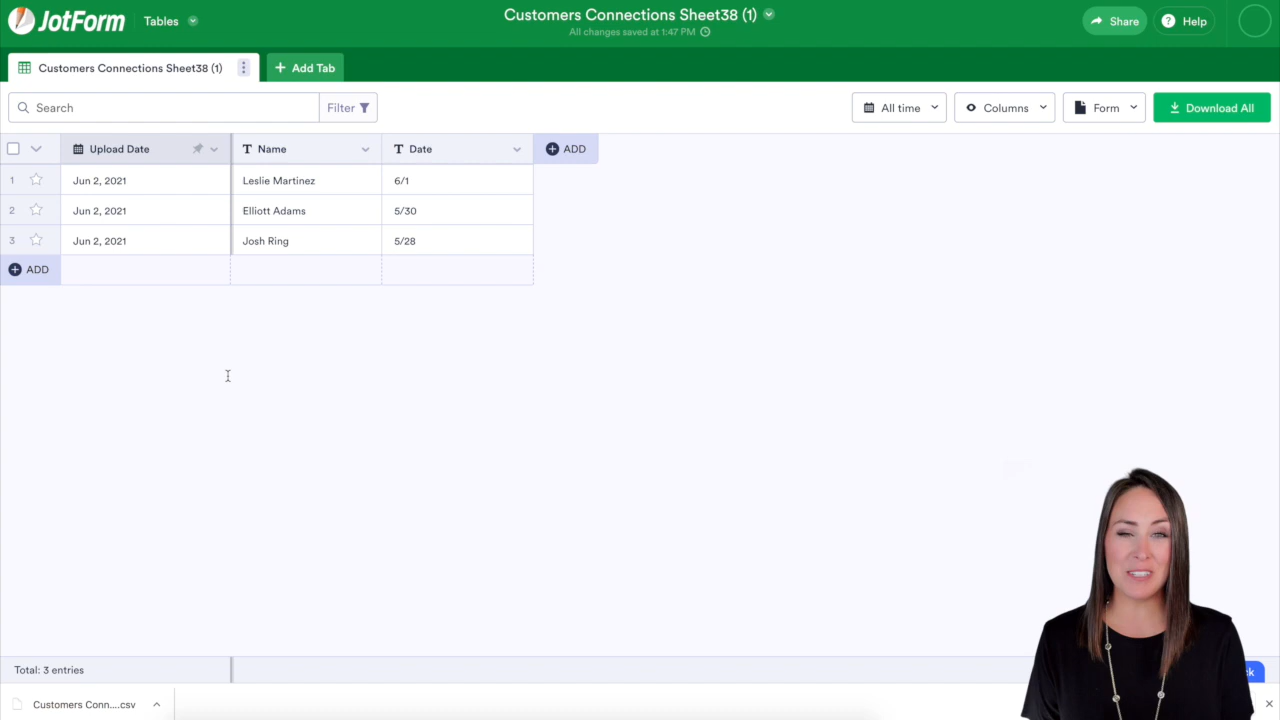 JotForm
Tables
Customers Connections Sheet38 (1)
All changes saved at 1:47 PM
Share
Help
Customers Connections Sheet38 (1)
Add Tab
Search
Filter
All time
Columns
Form
Download All
Upload Date
Name
Date
ADD
1
Jun 2, 2021
Leslie Martinez
6/1
2
Jun 2, 2021
Elliott Adams
5/30
3
Jun 2, 2021
Josh Ring
5/28
ADD
Total: 3 entries
Customers Conn....csv